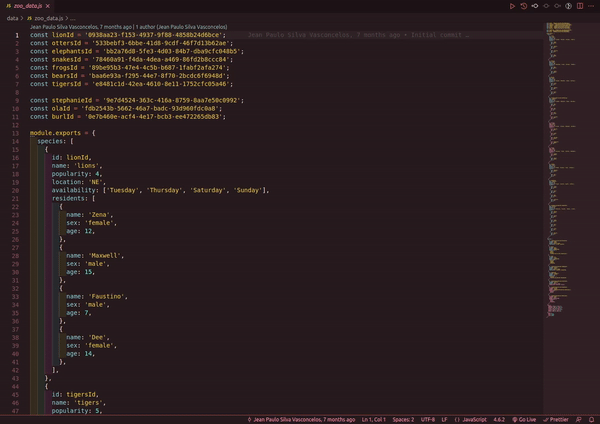 zoo_data.js
data > zoo_data.js > ...
Jean Paulo Silva Vasconcelos, 7 months ago | 1 author (Jean Paulo Silva Vasconcelos)
1 const lionId = '0938aa23-f153-4937-9f88-4858b24d6bce'; Jean Paulo Silva Vasconcelos, 7 months ago • Initial commit …
2 const ottersId = '533bebf3-6bbe-41d8-9cdf-46f7d13b62ae';
3 const elephantsId = 'bb2a76d8-5fe3-4d03-84b7-dba9cfc048b5';
4 const snakesId = '78460a91-f4da-4dea-a469-86fd2b8ccc84';
5 const frogsId = '89be95b3-47e4-4c5b-b687-1fabf2afa274';
6 const bearsId = 'baa6e93a-f295-44e7-8f70-2bcdc6f6948d';
7 const tigersId = 'e8481c1d-42ea-4610-8e11-1752cfc05a46';
8
9 const stephanieId = '9e7d4524-363c-416a-8759-8aa7e50c0992';
10 const olaId = 'fdb2543b-5662-46a7-badc-93d960fdc0a8';
11 const burlId = '0e7b460e-acf4-4e17-bcb3-ee472265db83';
12
13 module.exports = {
14 species: [
15 {
16 id: lionId,
17 name: 'lions',
18 popularity: 4,
19 location: 'NE',
20 availability: ['Tuesday', 'Thursday', 'Saturday', 'Sunday'],
21 residents: [
22 {
23 name: 'Zena',
24 sex: 'female',
25 age: 12,
26 },
27 {
28 name: 'Maxwell',
29 sex: 'male',
30 age: 15,
31 },
32 {
33 name: 'Faustino',
34 sex: 'male',
35 age: 7,
36 },
37 {
38 name: 'Dee',
39 sex: 'female',
40 age: 14,
41 },
42 ],
43 },
44 {
45 id: tigersId,
46 name: 'tigers',
47 popularity: 5,
Jean Paulo Silva Vasconcelos, 7 months ago Ln 1, Col 1 Spaces: 2 UTF-8 LF {} JavaScript 4.6.2 Go Live Prettier